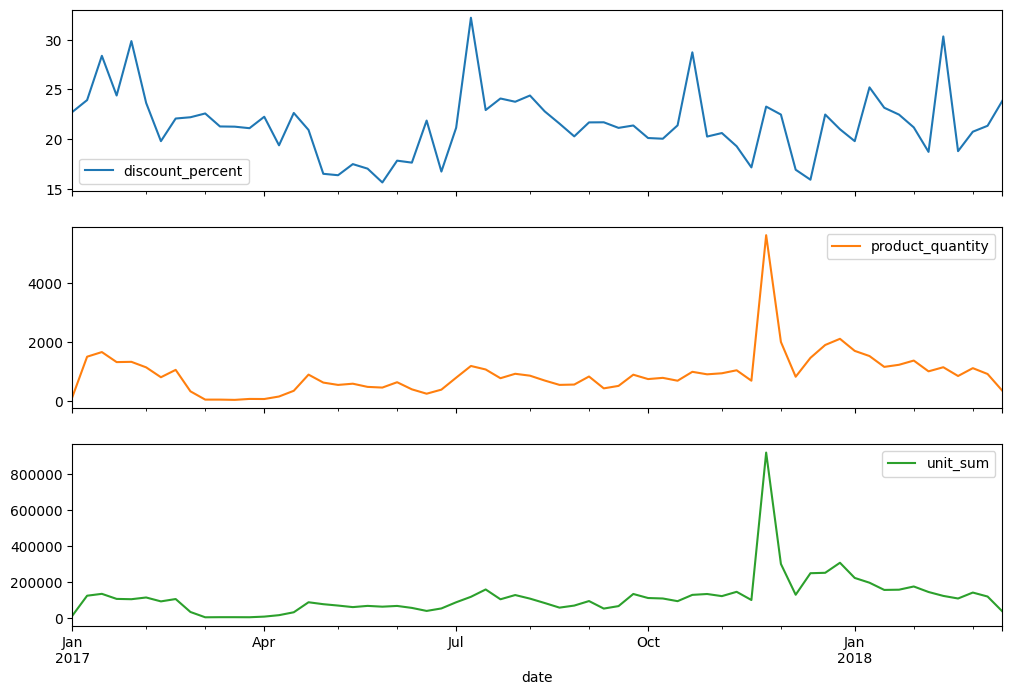 30
25
20
15
discount_percent
product_quantity
4000
2000
0
unit_sum
800000
600000
400000
200000
0
Jan Apr Jul Oct Jan
2017 2018
date